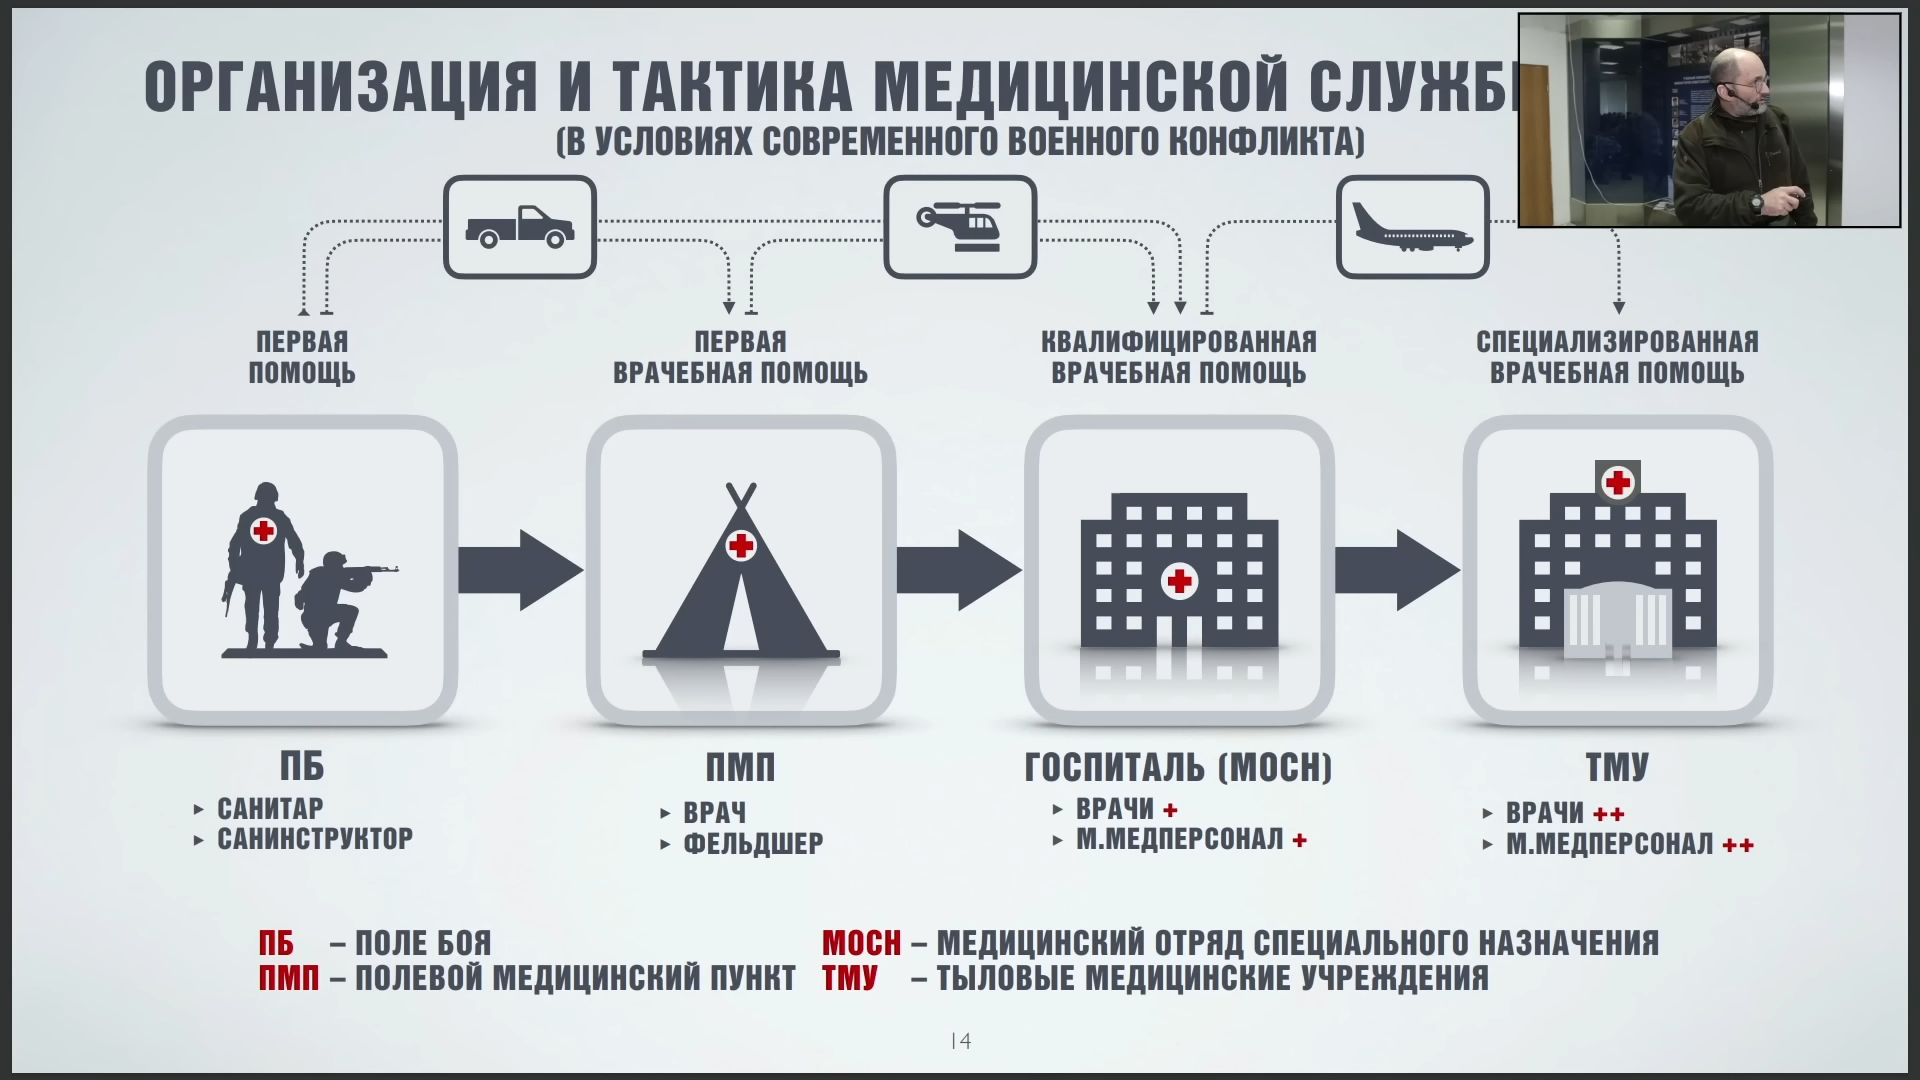 ОРГАНИЗАЦИЯ И ТАКТИКА МЕДИЦИНСКОЙ
(В УСЛОВИЯХ СОВРЕМЕННОГО ВОЕННОГО КОНФЛИКТА)
ПЕРВАЯ
ПОМОЩЬ
ПЕРВАЯ
ВРАЧЕБНАЯ ПОМОЩЬ
КВАЛИФИЦИРОВАННАЯ
ВРАЧЕБНАЯ ПОМОЩЬ
СПЕЦИАЛИЗИРОВАННАЯ
ВРАЧЕБНАЯ ПОМОЩЬ
ПБ
САНИТАР
САНИНСТРУКТОР
ПМП
ВРАЧ
ФЕЛЬДШЕР
ГОСПИТАЛЬ (МОСН)
ВРАЧИ +
М.МЕДПЕРСОНАЛ +
ТМУ
ВРАЧИ ++
М.МЕДПЕРСОНАЛ ++
ПБ – ПОЛЕ БОЯ
ПМП – ПОЛЕВОЙ МЕДИЦИНСКИЙ ПУНКТ
МОСН – МЕДИЦИНСКИЙ ОТРЯД СПЕЦИАЛЬНОГО НАЗНАЧЕНИЯ
ТМУ – ТЫЛОВЫЕ МЕДИЦИНСКИЕ УЧРЕЖДЕНИЯ
14